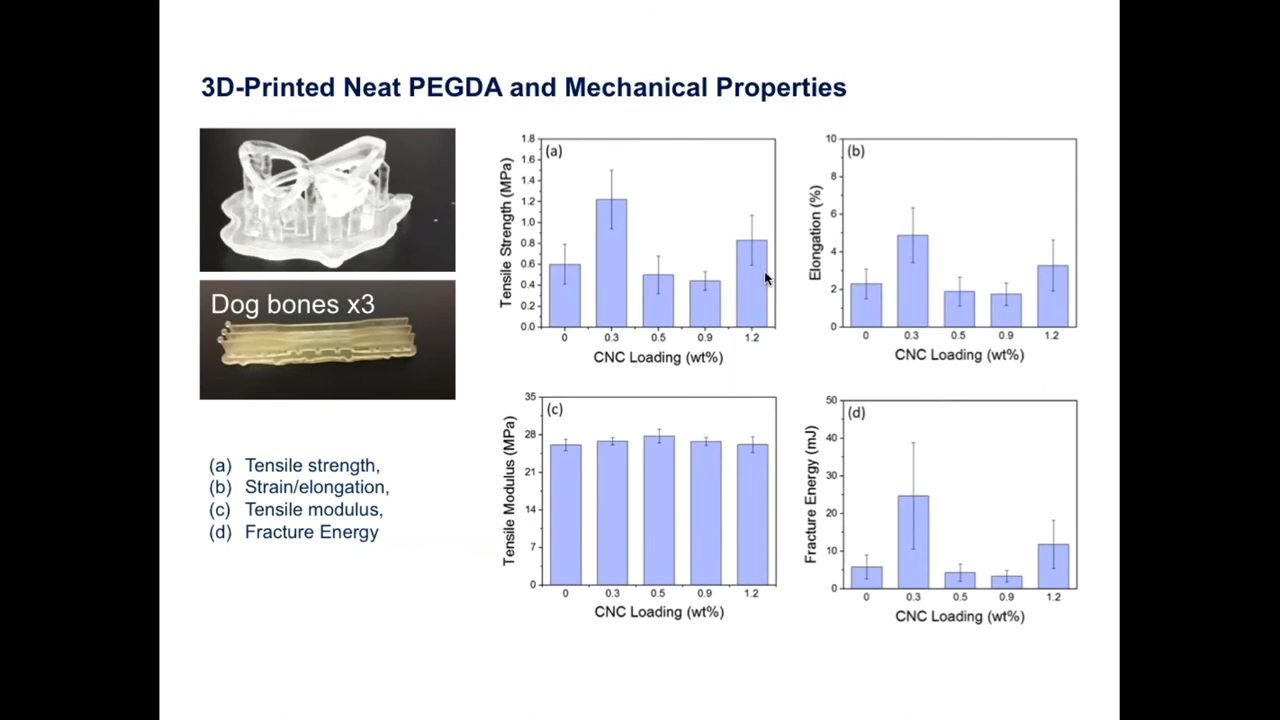 3D-Printed Neat PEGDA and Mechanical Properties
Dog bones x3
(a) Tensile strength,
(b) Strain/elongation,
(c) Tensile modulus,
(d) Fracture Energy
(a)
Tensile Strength (MPa)
1.8
1.6
1.4
1.2
1.0
0.8
0.6
0.4
0.2
0.0
0 0.3 0.5 0.9 1.2
CNC Loading (wt%)
(b)
Elongation (%)
10
8
6
4
2
0
0 0.3 0.5 0.9 1.2
CNC Loading (wt%)
(c)
Tensile Modulus (MPa)
35
28
21
14
7
0
0 0.3 0.5 0.9 1.2
CNC Loading (wt%)
(d)
Fracture Energy (mJ)
50
40
30
20
10
0
0 0.3 0.5 0.9 1.2
CNC Loading (wt%)